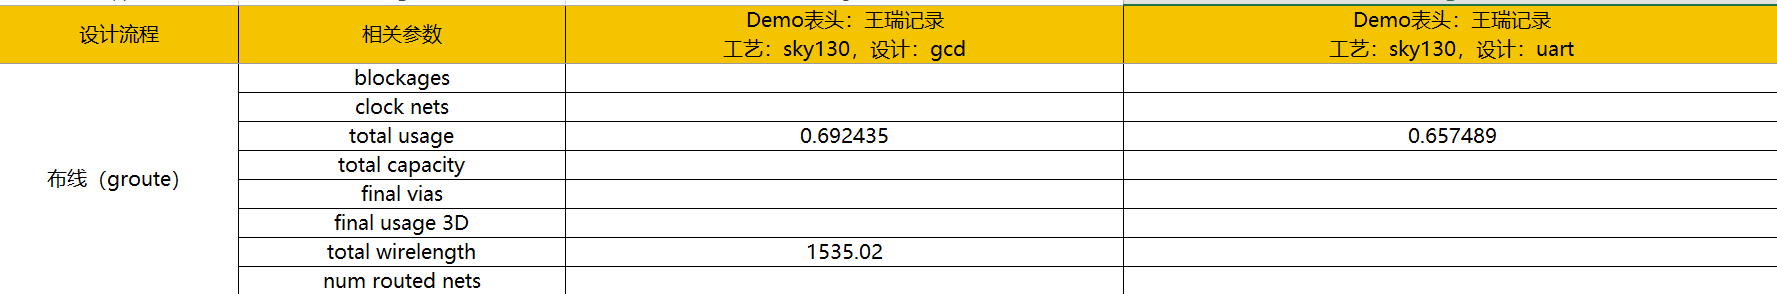 设计流程
相关参数
Demo表头：王瑞记录
工艺：sky130，设计：gcd
Demo表头：王瑞记录
工艺：sky130，设计：uart
布线（groute）
blockages
clock nets
total usage
0.692435
0.657489
total capacity
final vias
final usage 3D
total wirelength
1535.02
num routed nets